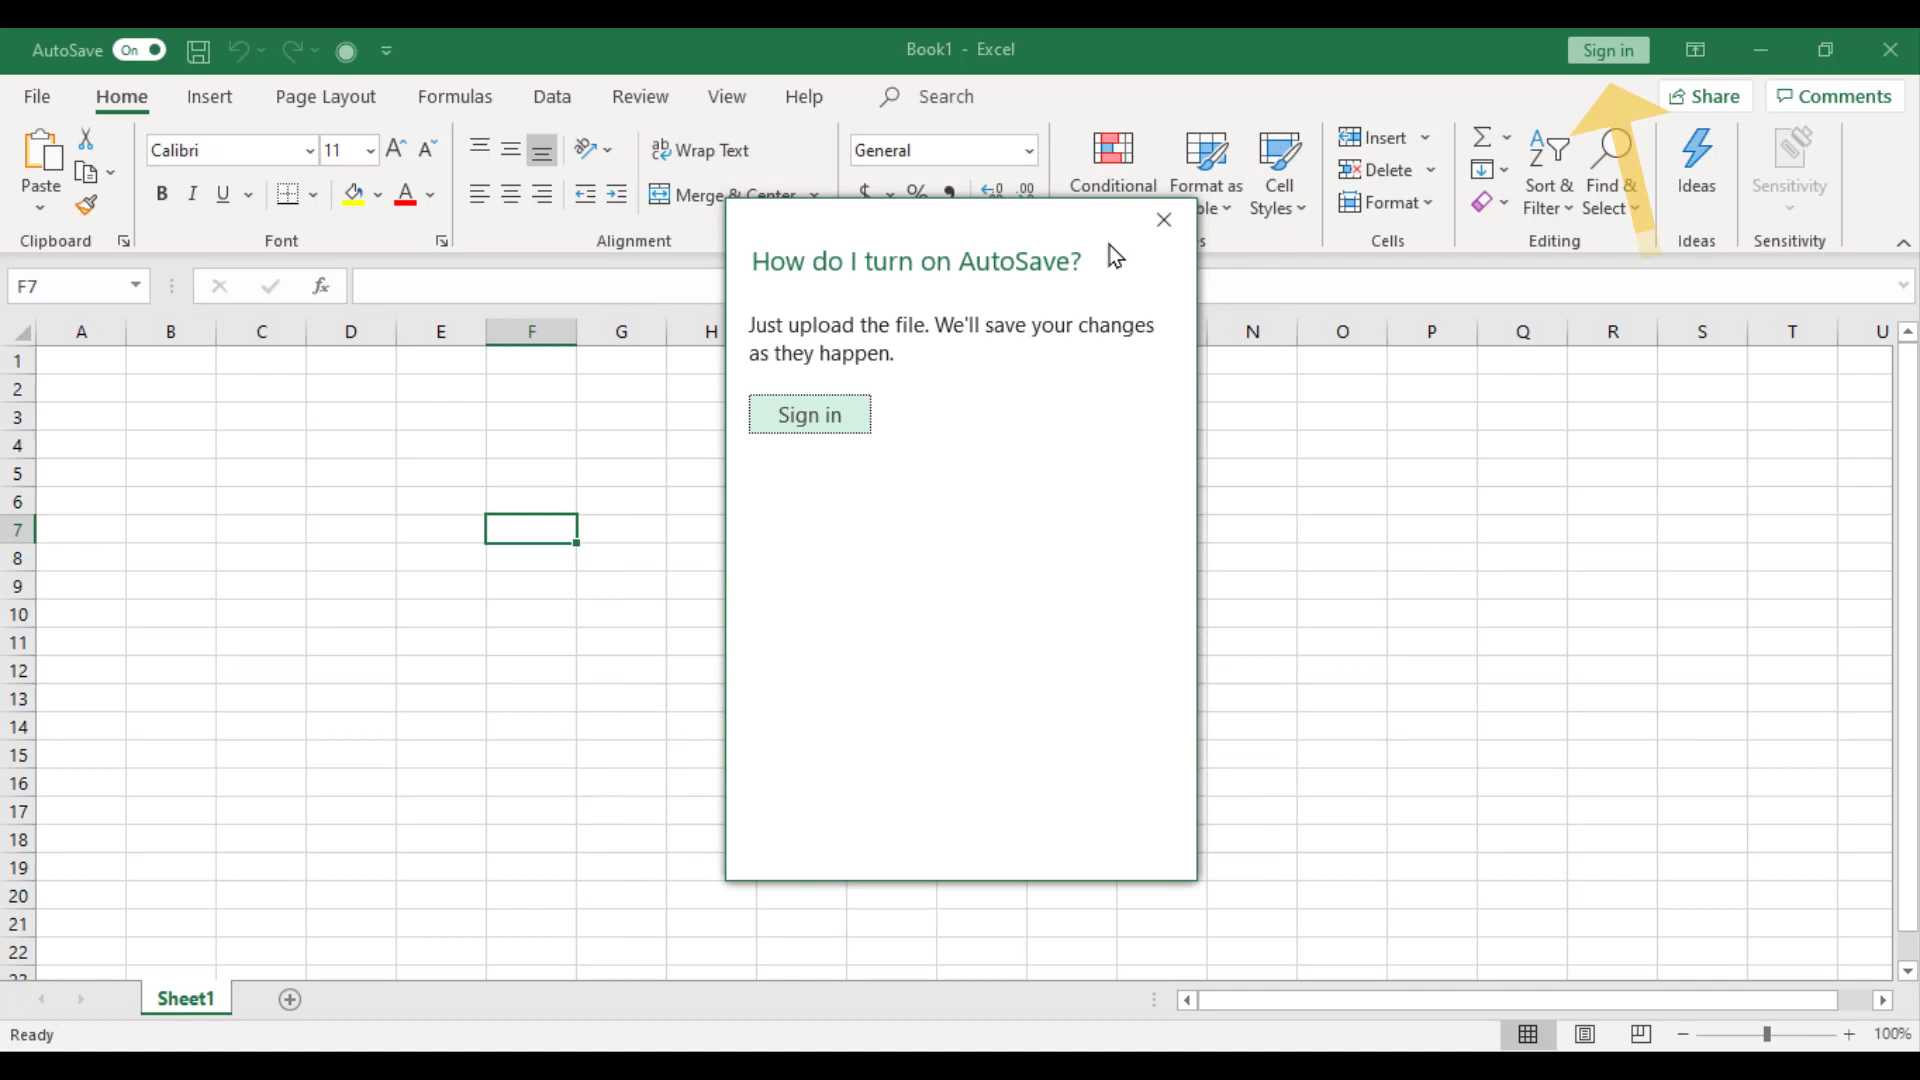 AutoSave On Book1 - Excel Sign in
File Home Insert Page Layout Formulas Data Review View Help Search Share Comments
Calibri 11 ab Wrap Text General Insert
Paste Delete
B I U A Merge & Center $ % Conditional Format as Cell Format Sort & Find & Ideas Sensitivity
Styles Filter Select
Clipboard Font Alignment Cells Editing Ideas Sensitivity
F7 fx
How do I turn on AutoSave?
Just upload the file. We'll save your changes
as they happen.
Sign in
A B C D E F G H N O P Q R S T U
1
2
3
4
5
6
7
8
9
10
11
12
13
14
15
16
17
18
19
20
21
22
Sheet1
Ready 100%